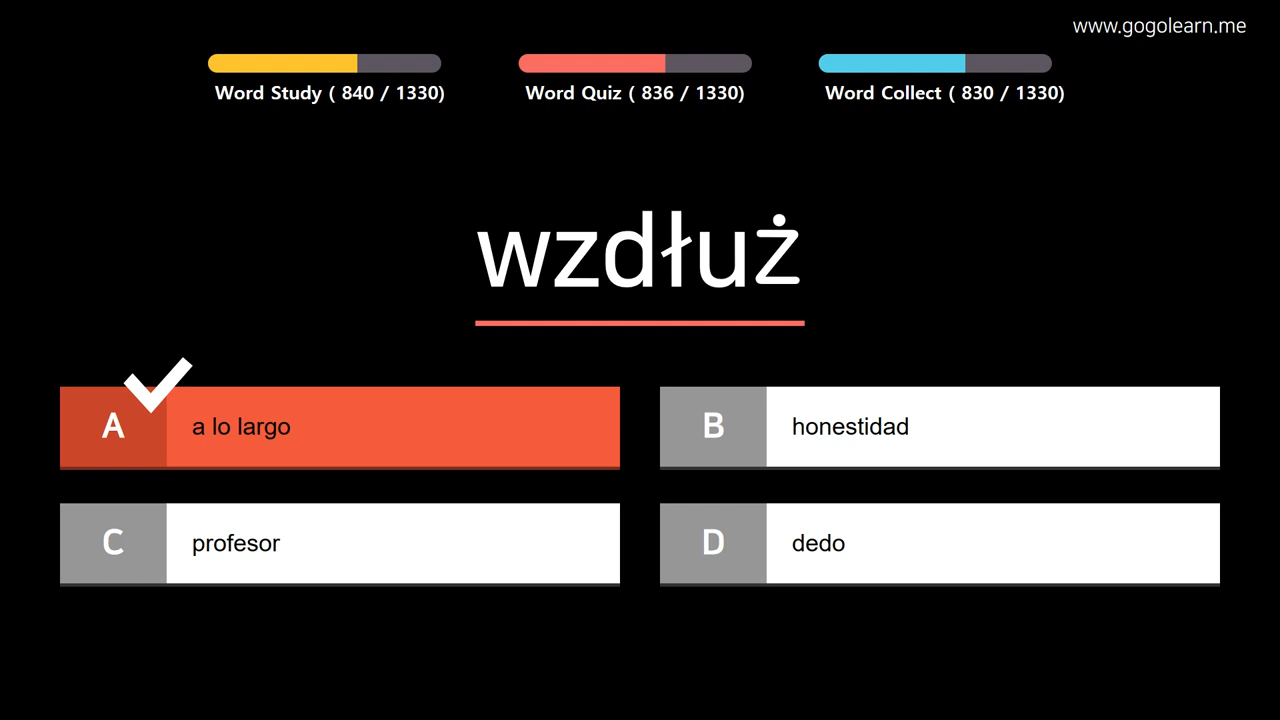 www.gogolearn.me
Word Study ( 840 / 1330)
Word Quiz ( 836 / 1330)
Word Collect ( 830 / 1330)
wzdłuż
A a lo largo
B honestidad
C profesor
D dedo